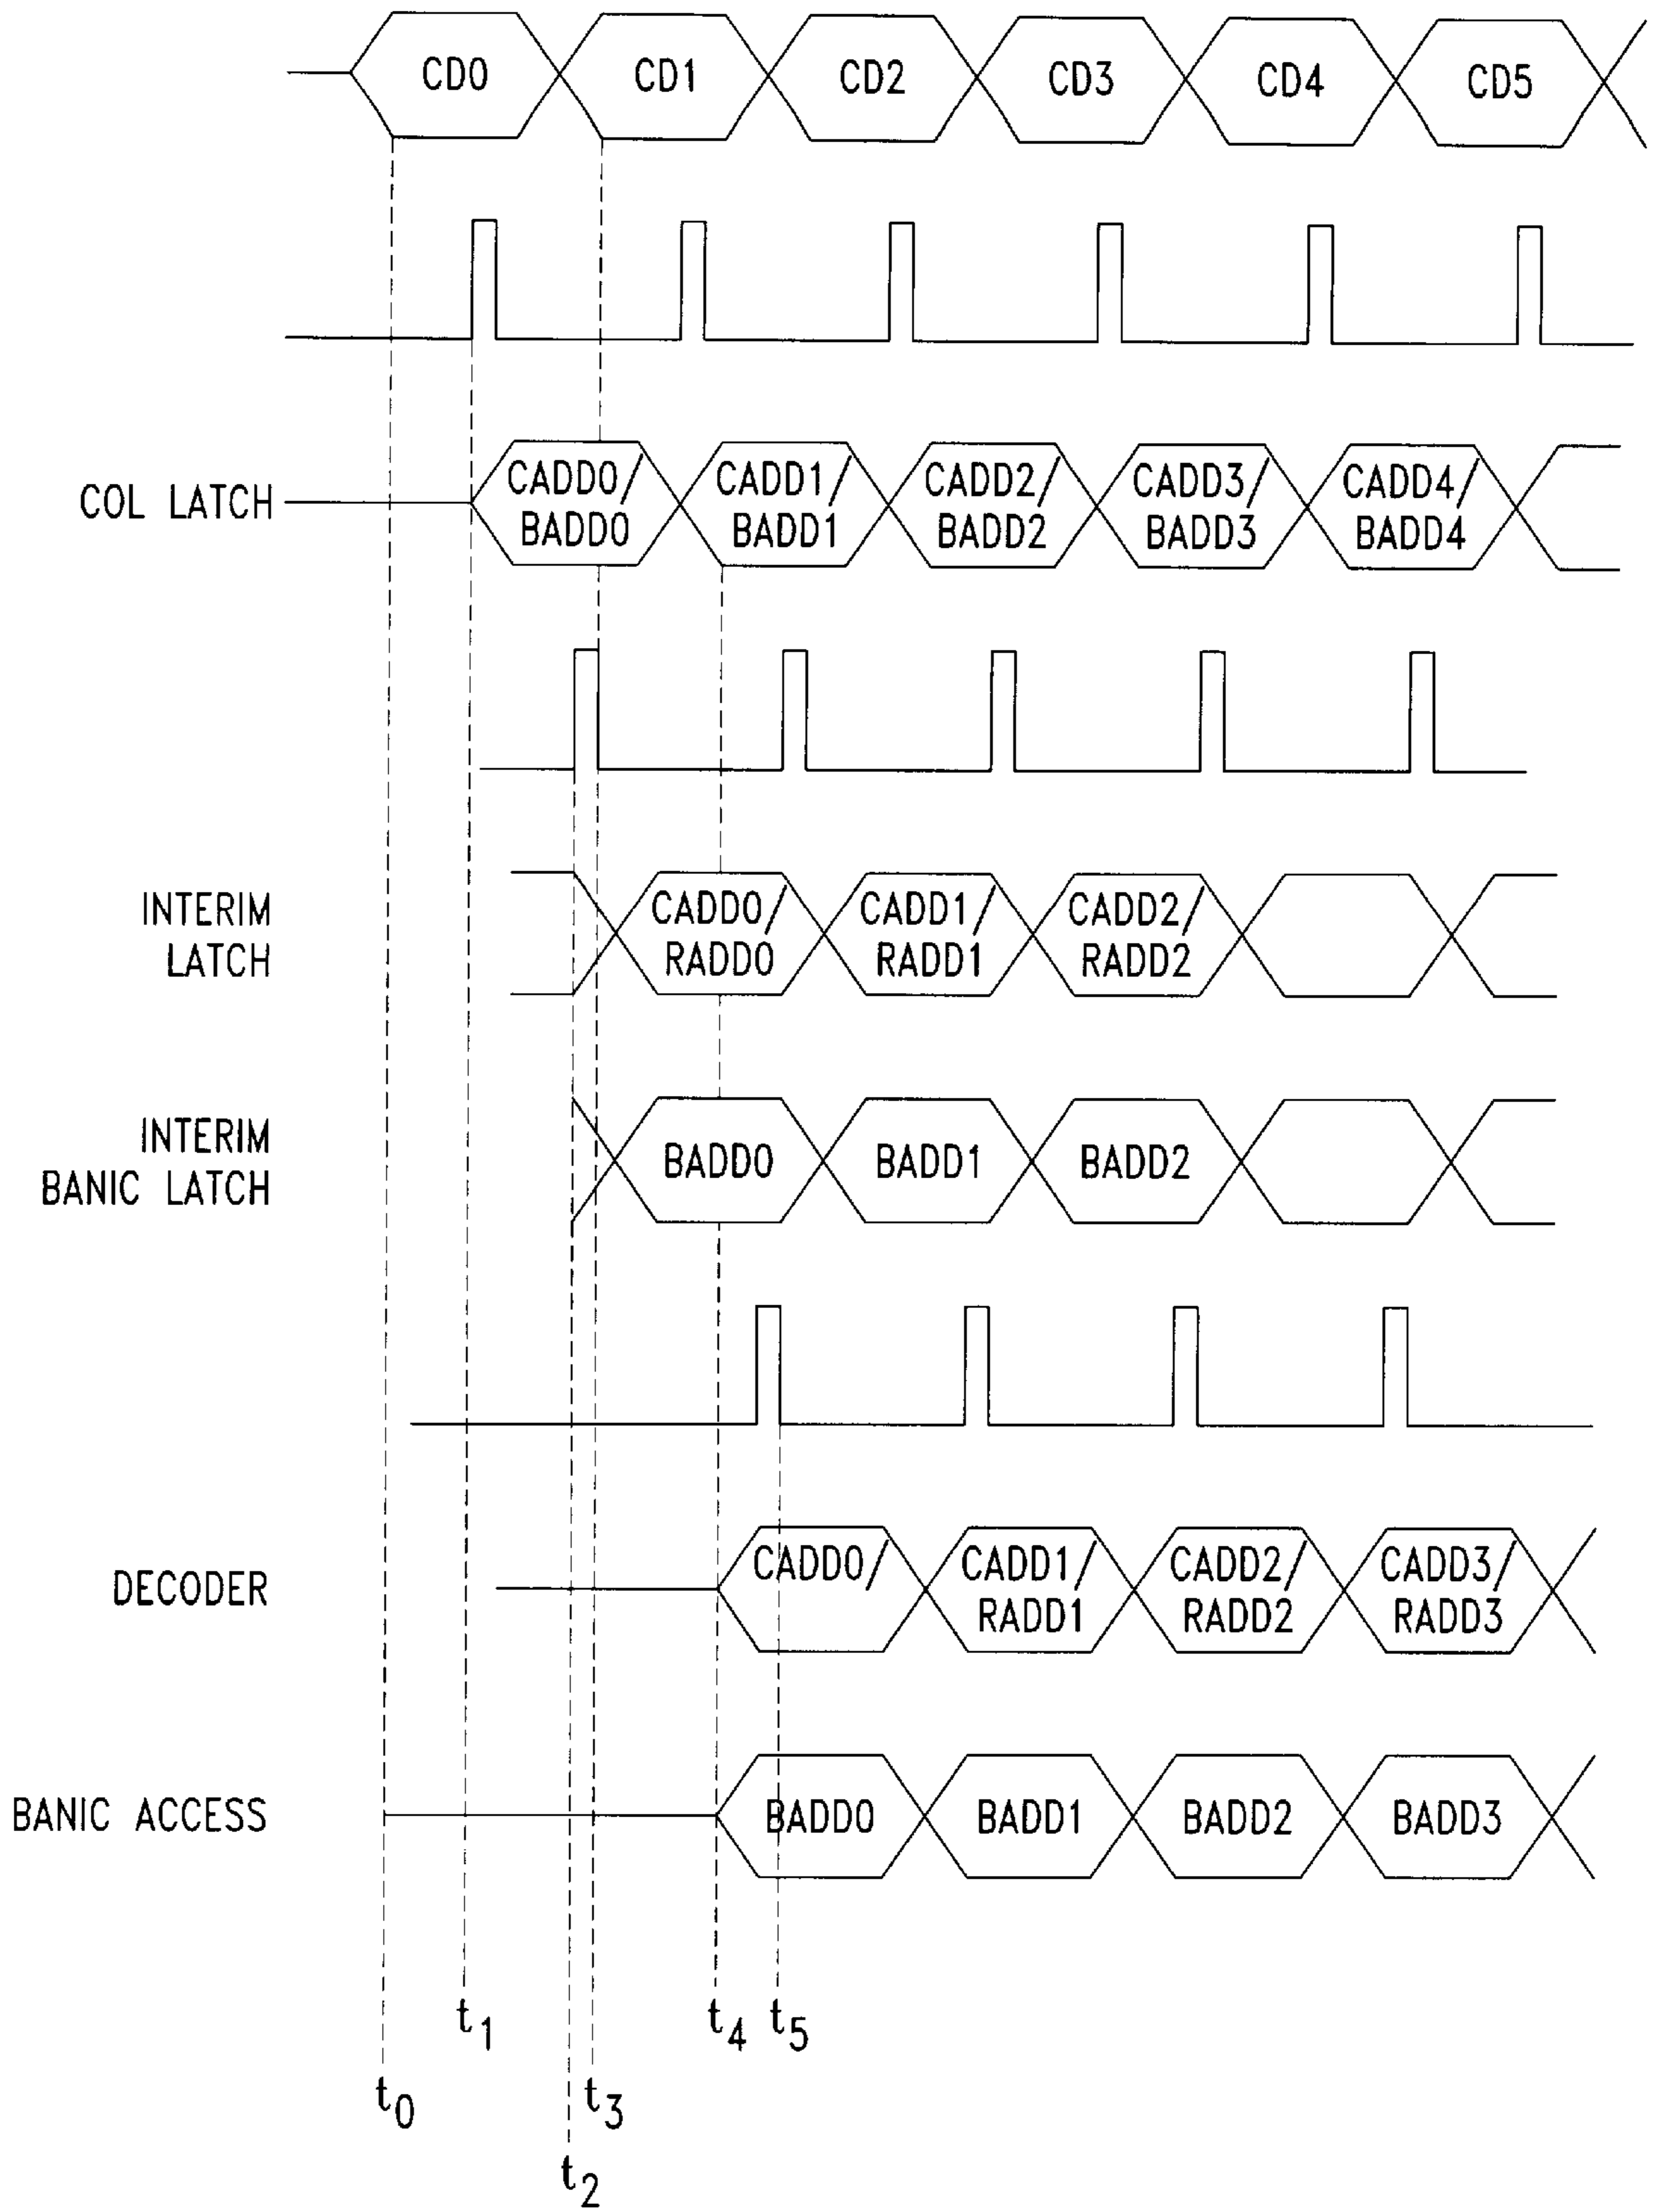 CD0 CD1 CD2 CD3 CD4 CD5
COL LATCH
CADD0/
BADD0
CADD1/
BADD1
CADD2/
BADD2
CADD3/
BADD3
CADD4/
BADD4
INTERIM
LATCH
CADD0/
RADD0
CADD1/
RADD1
CADD2/
RADD2
INTERIM
BANIC LATCH
BADD0 BADD1 BADD2
DECODER
CADD0/
CADD1/
RADD1
CADD2/
RADD2
CADD3/
RADD3
BANIC ACCESS
BADD0 BADD1 BADD2 BADD3
t1 t4 t5
t0 t3
t2